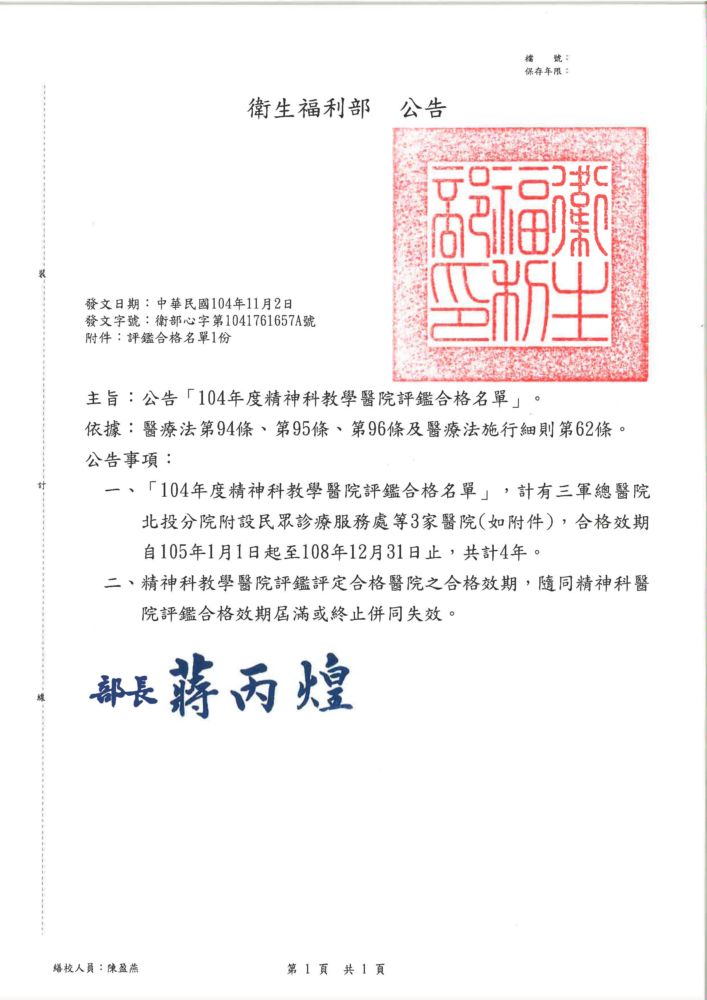 檔　　號：
保存年限：
衛生福利部　公告
衛生福利部印
發文日期：中華民國104年11月2日
發文字號：衛部心字第1041761657A號
附件：評鑑合格名單1份
主旨：公告「104年度精神科教學醫院評鑑合格名單」。
依據：醫療法第94條、第95條、第96條及醫療法施行細則第62條。
公告事項：
一、「104年度精神科教學醫院評鑑合格名單」，計有三軍總醫院
北投分院附設民眾診療服務處等3家醫院(如附件)，合格效期
自105年1月1日起至108年12月31日止，共計4年。
二、精神科教學醫院評鑑評定合格醫院之合格效期，隨同精神科醫
院評鑑合格效期屆滿或終止併同失效。
部長 蔣丙煌
裝
訂
線
繕校人員：陳盈燕
第 1 頁　共 1 頁